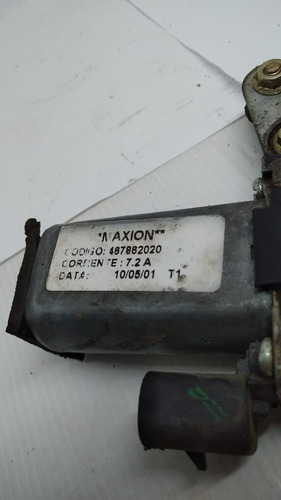 *MAXION**
CODIGO: 467882020
CORRENTE : 7.2 A
DATA: 10/05/01 T1